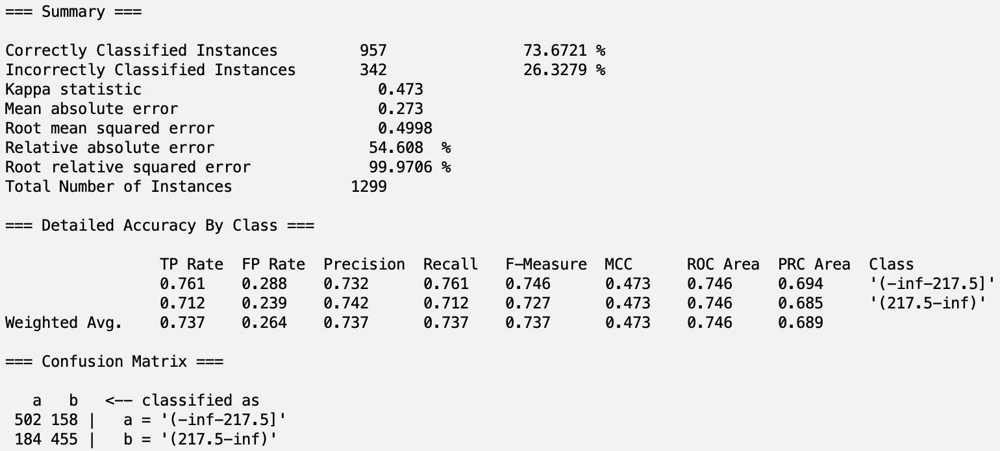 === Summary ===
Correctly Classified Instances 957 73.6721 %
Incorrectly Classified Instances 342 26.3279 %
Kappa statistic 0.473
Mean absolute error 0.273
Root mean squared error 0.4998
Relative absolute error 54.608 %
Root relative squared error 99.9706 %
Total Number of Instances 1299
=== Detailed Accuracy By Class ===
TP Rate FP Rate Precision Recall F-Measure MCC ROC Area PRC Area Class
0.761 0.288 0.732 0.761 0.746 0.473 0.746 0.694 '(-inf-217.5]'
0.712 0.239 0.742 0.712 0.727 0.473 0.746 0.685 '(217.5-inf)'
Weighted Avg. 0.737 0.264 0.737 0.737 0.737 0.473 0.746 0.689
=== Confusion Matrix ===
a b <-- classified as
502 158 | a = '(-inf-217.5]'
184 455 | b = '(217.5-inf)'